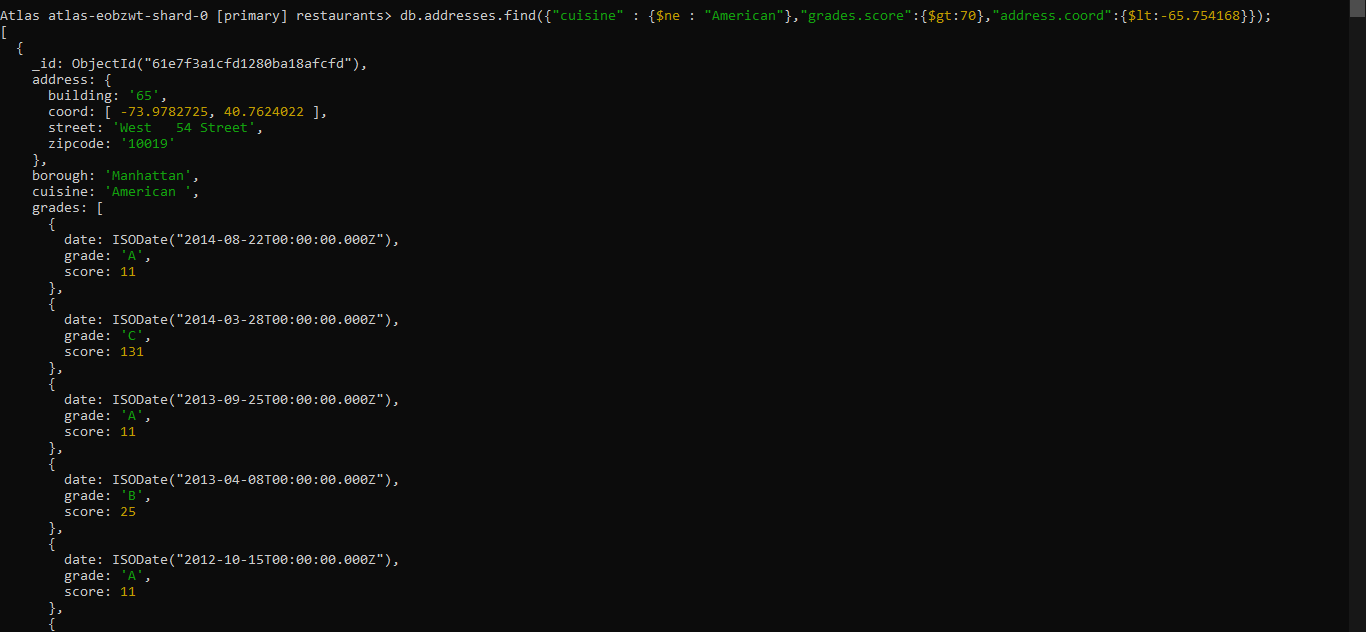 Atlas atlas-eobzwt-shard-0 [primary] restaurants> db.addresses.find({"cuisine" : {$ne : "American"},"grades.score":{$gt:70},"address.coord":{$lt:-65.754168}});
[
  {
    _id: ObjectId("61e7f3a1cfd1280ba18afcfd"),
    address: {
      building: '65',
      coord: [ -73.9782725, 40.7624022 ],
      street: 'West   54 Street',
      zipcode: '10019'
    },
    borough: 'Manhattan',
    cuisine: 'American ',
    grades: [
      {
        date: ISODate("2014-08-22T00:00:00.000Z"),
        grade: 'A',
        score: 11
      },
      {
        date: ISODate("2014-03-28T00:00:00.000Z"),
        grade: 'C',
        score: 131
      },
      {
        date: ISODate("2013-09-25T00:00:00.000Z"),
        grade: 'A',
        score: 11
      },
      {
        date: ISODate("2013-04-08T00:00:00.000Z"),
        grade: 'B',
        score: 25
      },
      {
        date: ISODate("2012-10-15T00:00:00.000Z"),
        grade: 'A',
        score: 11
      },
      {